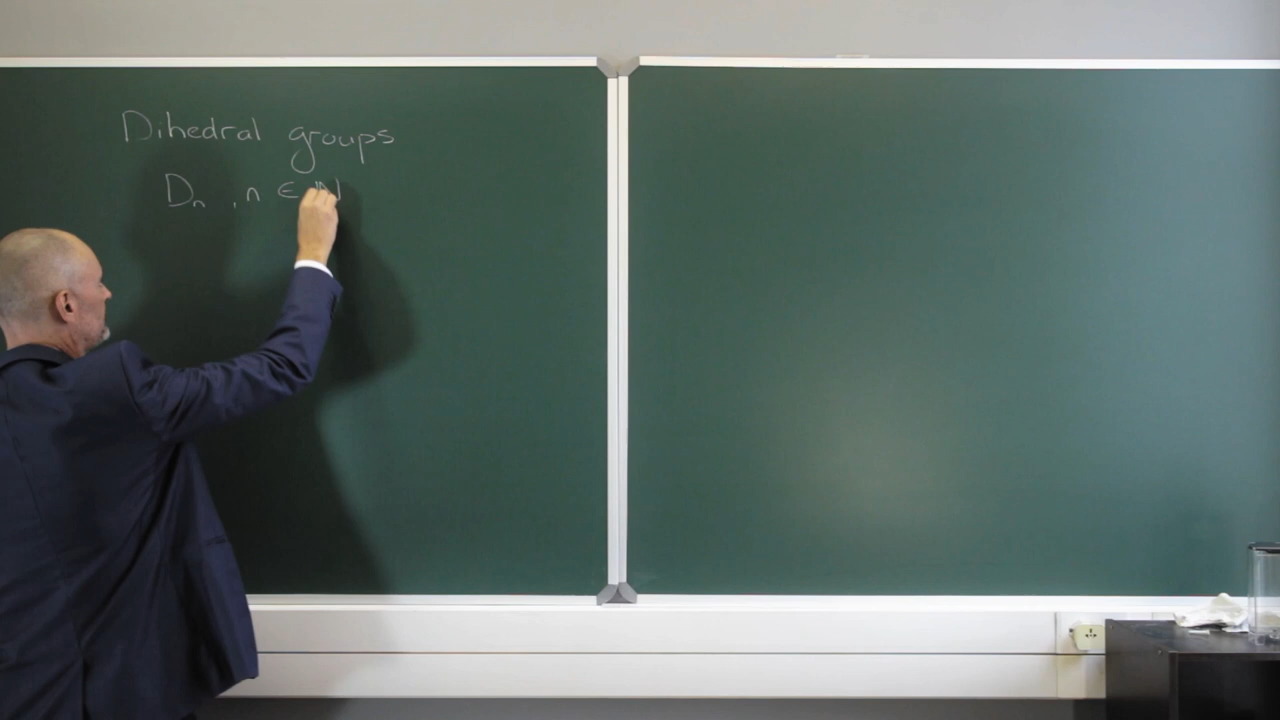 Dihedral groups
Dₙ , n ∈ ℕ